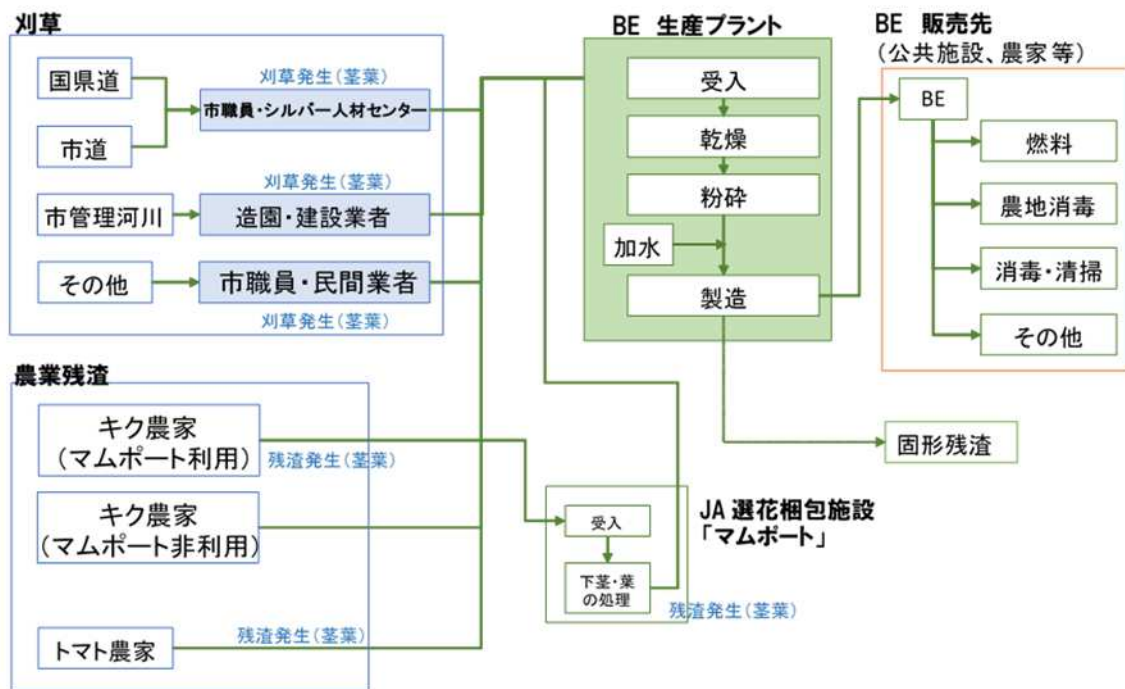 刈草
国県道
市道
刈草発生(茎葉)
市職員・シルバー人材センター
市管理河川
刈草発生(茎葉)
造園・建設業者
その他
市職員・民間業者
刈草発生(茎葉)
農業残渣
キク農家
(マムポート利用)
残渣発生(茎葉)
キク農家
(マムポート非利用)
トマト農家
残渣発生(茎葉)
BE 生産プラント
受入
乾燥
粉砕
加水
製造
BE 販売先
(公共施設、農家等)
BE
燃料
農地消毒
消毒・清掃
その他
固形残渣
JA 選花梱包施設
「マムポート」
受入
下茎・葉
の処理
残渣発生(茎葉)